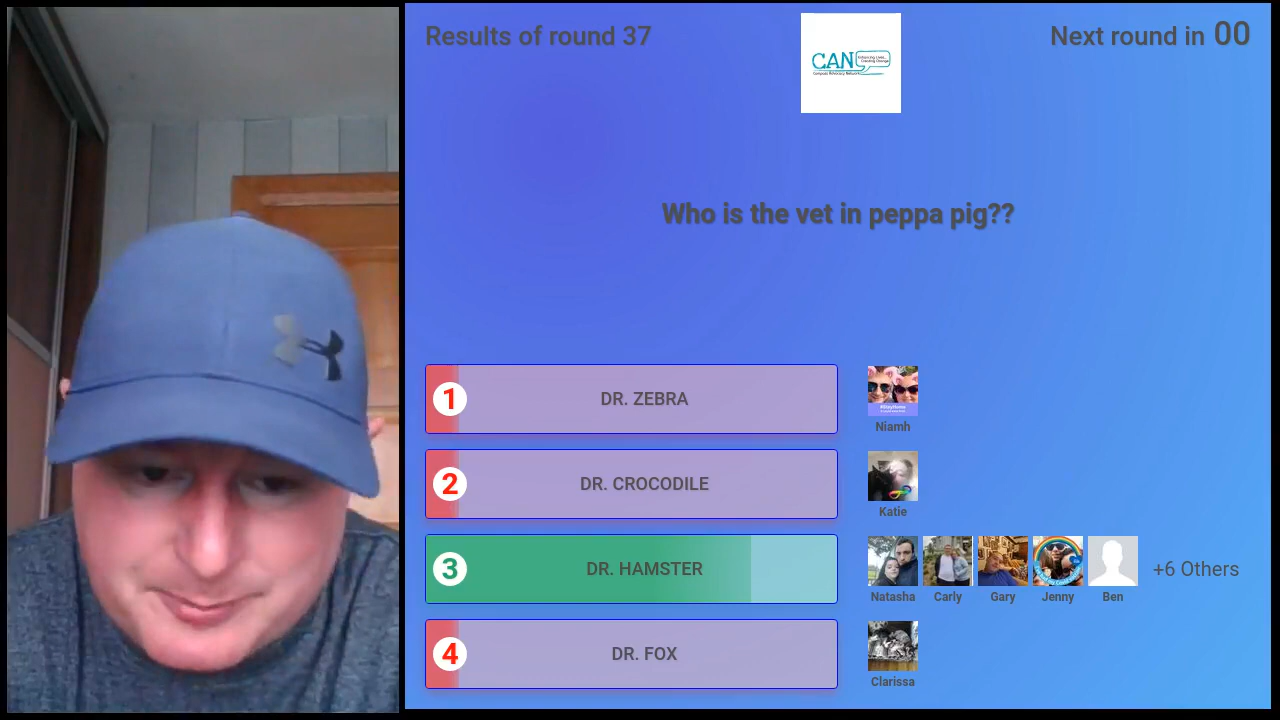 Results of round 37
CAN
Next round in 00
Who is the vet in peppa pig??
1 DR. ZEBRA
Niamh
2 DR. CROCODILE
Katie
3 DR. HAMSTER
Natasha Carly Gary Jenny Ben +6 Others
4 DR. FOX
Clarissa